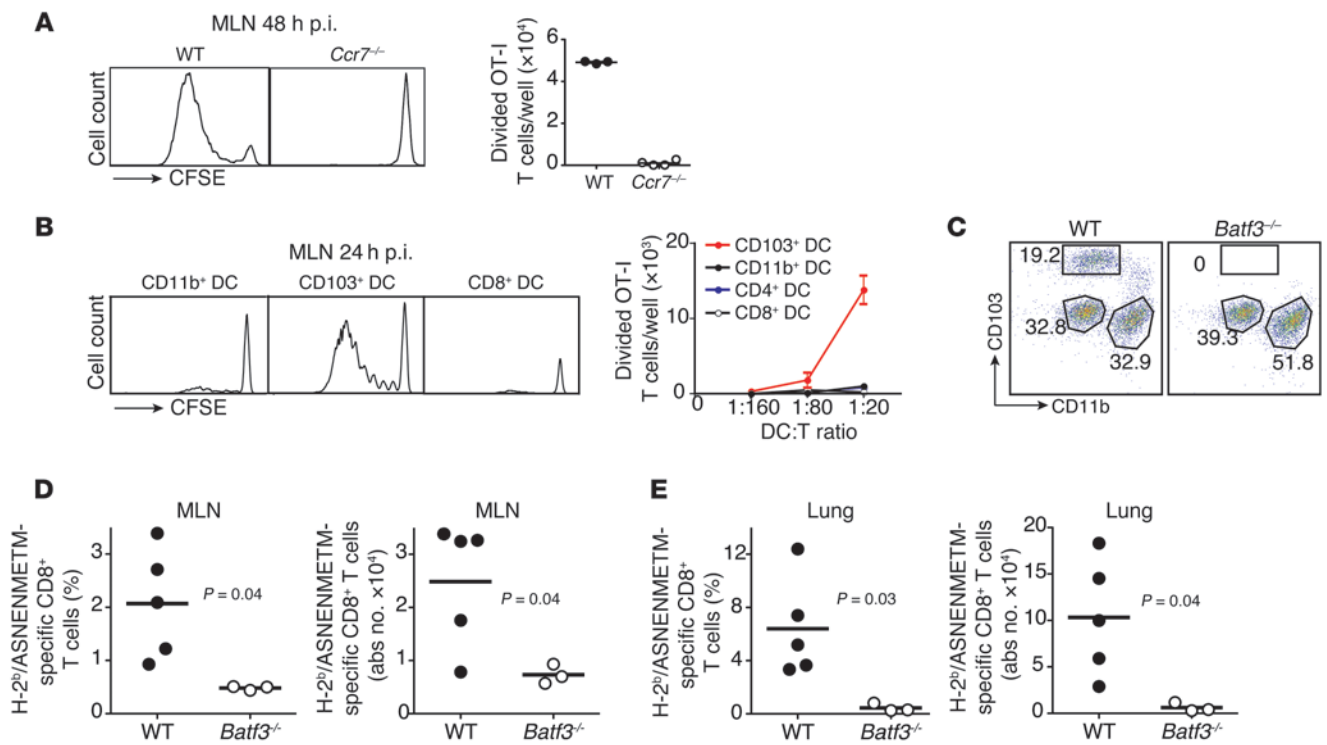 A
MLN 48 h p.i.
WT
Ccr7⁻/⁻
Cell count
CFSE
Divided OT-I
T cells/well (×10⁴)
6
4
2
0
WT
Ccr7⁻/⁻
B
MLN 24 h p.i.
CD11b⁺ DC
CD103⁺ DC
CD8⁺ DC
Cell count
CFSE
Divided OT-I
T cells/well (×10³)
20
10
0
CD103⁺ DC
CD11b⁺ DC
CD4⁺ DC
CD8⁺ DC
0
1:160
1:80
1:20
DC:T ratio
C
WT
Batf3⁻/⁻
19.2
32.8
32.9
0
39.3
51.8
CD103
CD11b
D
MLN
H-2ᵇ/ASNENMETM-
specific CD8⁺
T cells (%)
3
2
1
0
P = 0.04
WT
Batf3⁻/⁻
MLN
H-2ᵇ/ASNENMETM-
specific CD8⁺ T cells
(abs no. ×10⁴)
3
1
0
P = 0.04
WT
Batf3⁻/⁻
E
Lung
H-2ᵇ/ASNENMETM-
specific CD8⁺
T cells (%)
12
8
4
0
P = 0.03
WT
Batf3⁻/⁻
Lung
H-2ᵇ/ASNENMETM-
specific CD8⁺ T cells
(abs no. ×10⁴)
20
15
10
5
0
P = 0.04
WT
Batf3⁻/⁻